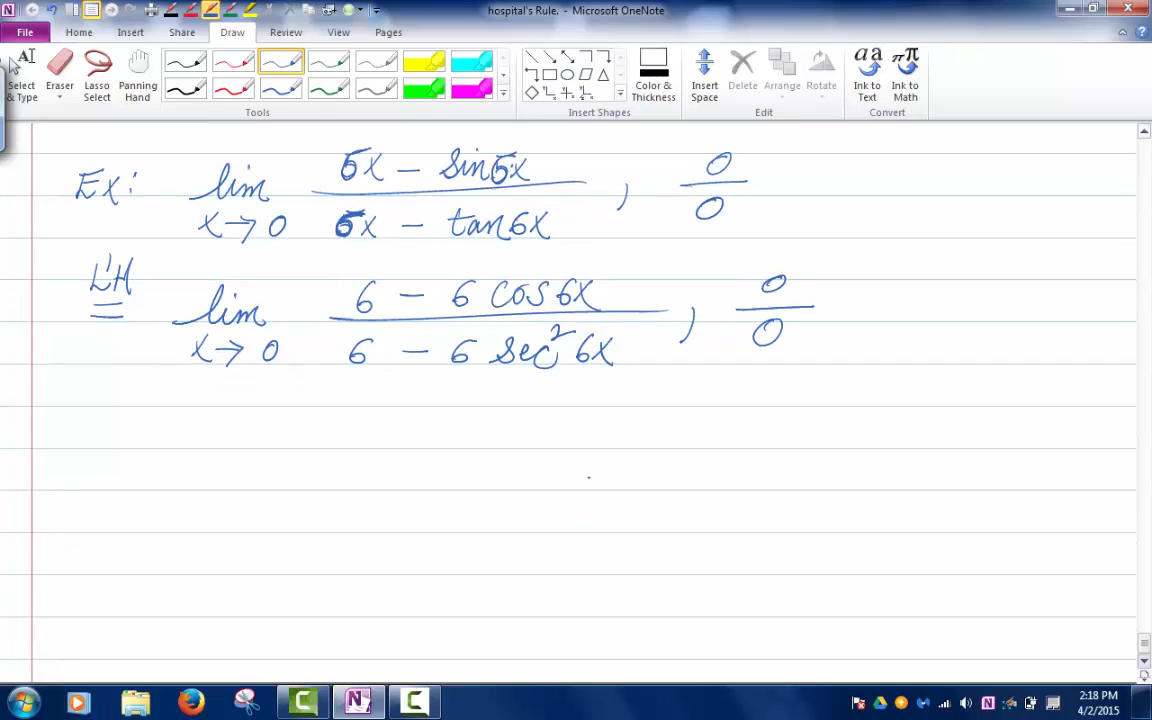 hospital's Rule. - Microsoft OneNote
File Home Insert Share Draw Review View Pages
Select & Type Eraser Lasso Select Panning Hand Color & Thickness Insert Space Delete Arrange Rotate Ink to Text Ink to Math
Tools Insert Shapes Edit Convert
Ex: lim x→0 (6x - sin6x)/(6x - tan6x), 0/0
L'H = lim x→0 (6 - 6 cos 6x)/(6 - 6 sec² 6x), 0/0
2:18 PM
4/2/2015